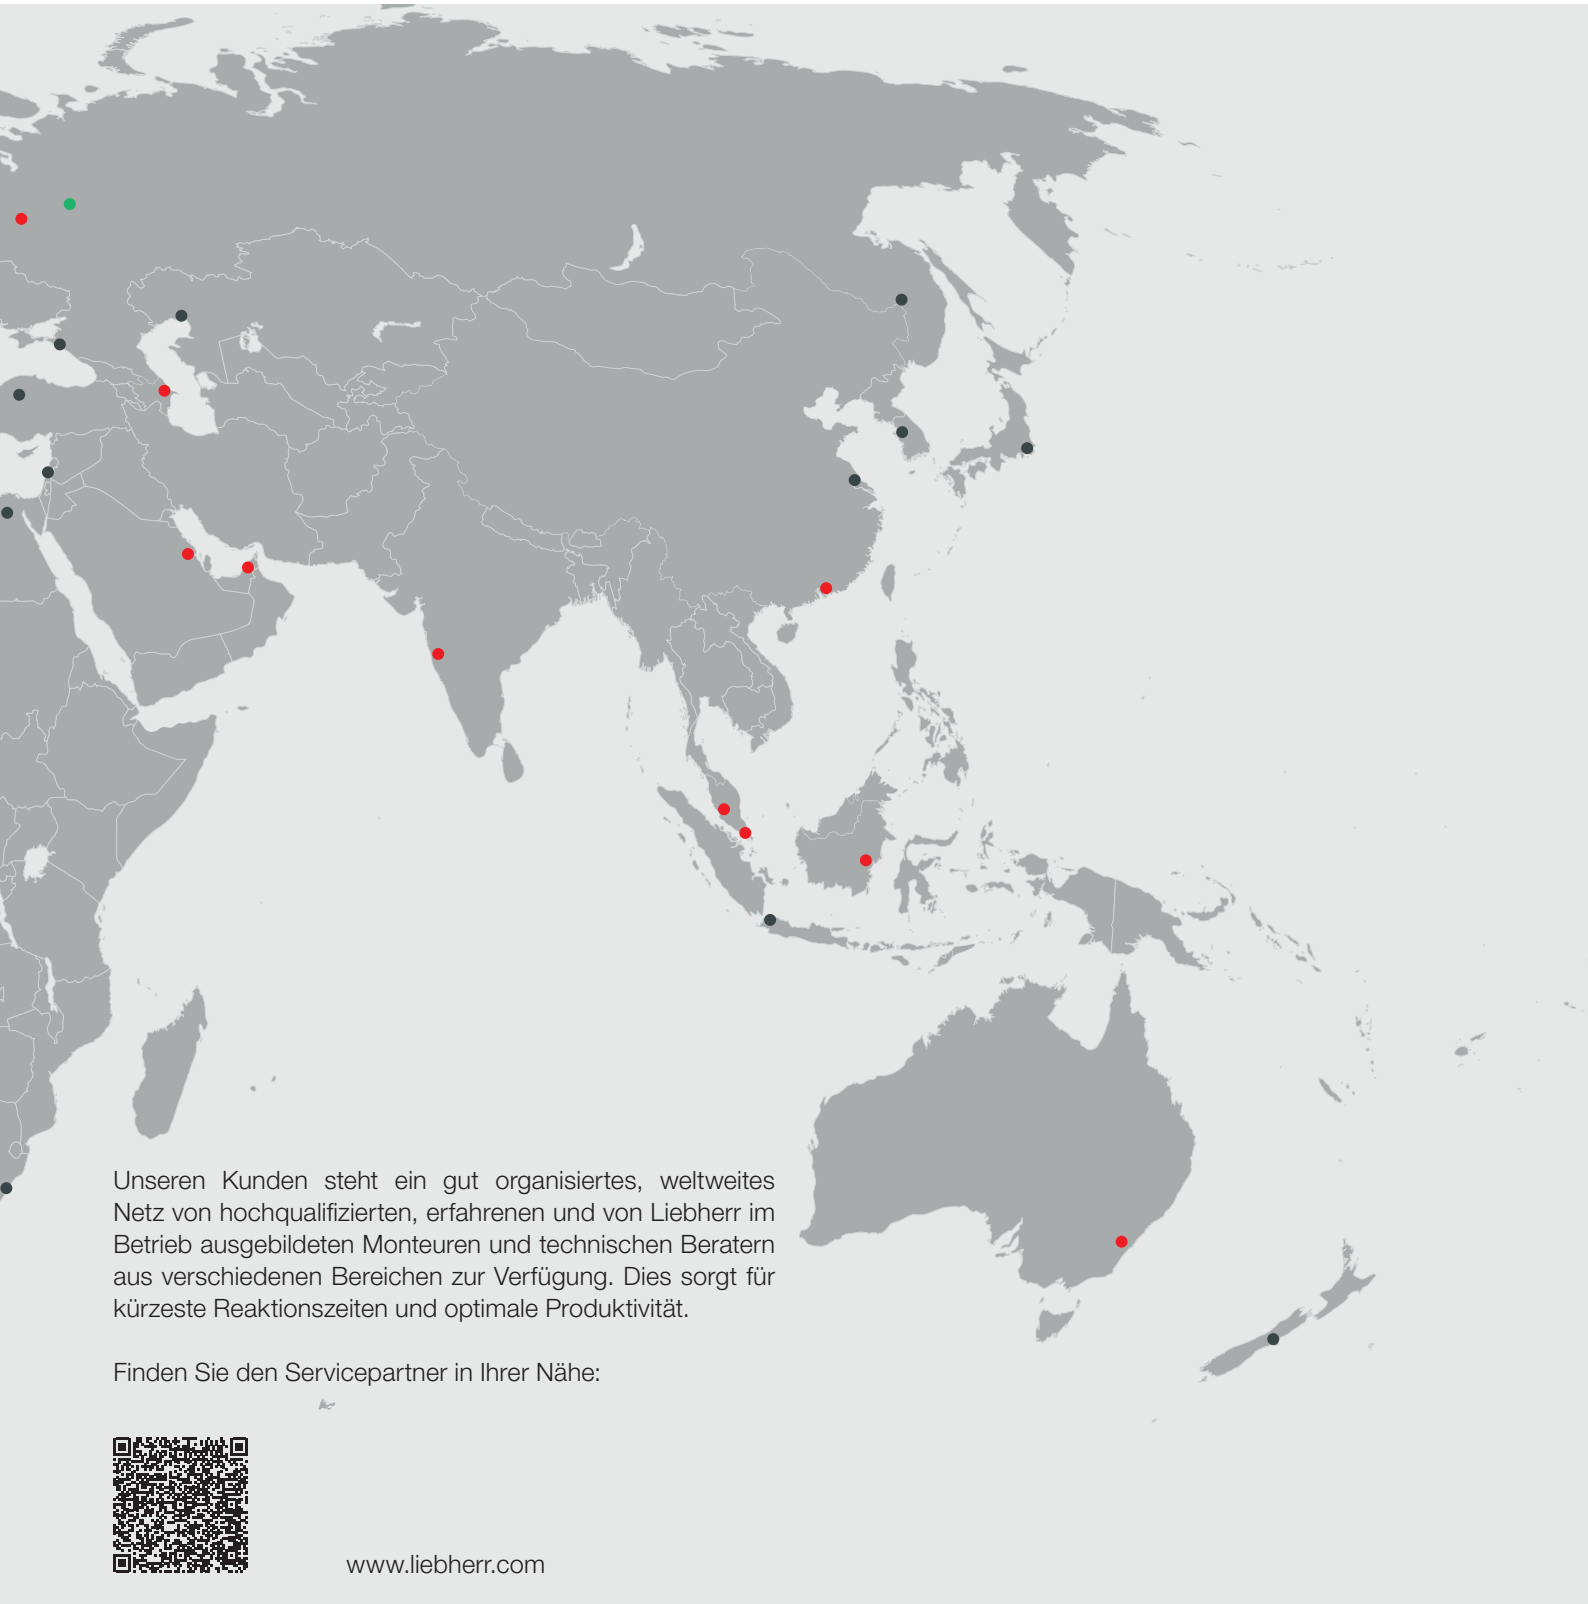 Unseren Kunden steht ein gut organisiertes, weltweites
Netz von hochqualifizierten, erfahrenen und von Liebherr im
Betrieb ausgebildeten Monteuren und technischen Beratern
aus verschiedenen Bereichen zur Verfügung. Dies sorgt für
kürzeste Reaktionszeiten und optimale Produktivität.
Finden Sie den Servicepartner in Ihrer Nähe:
www.liebherr.com